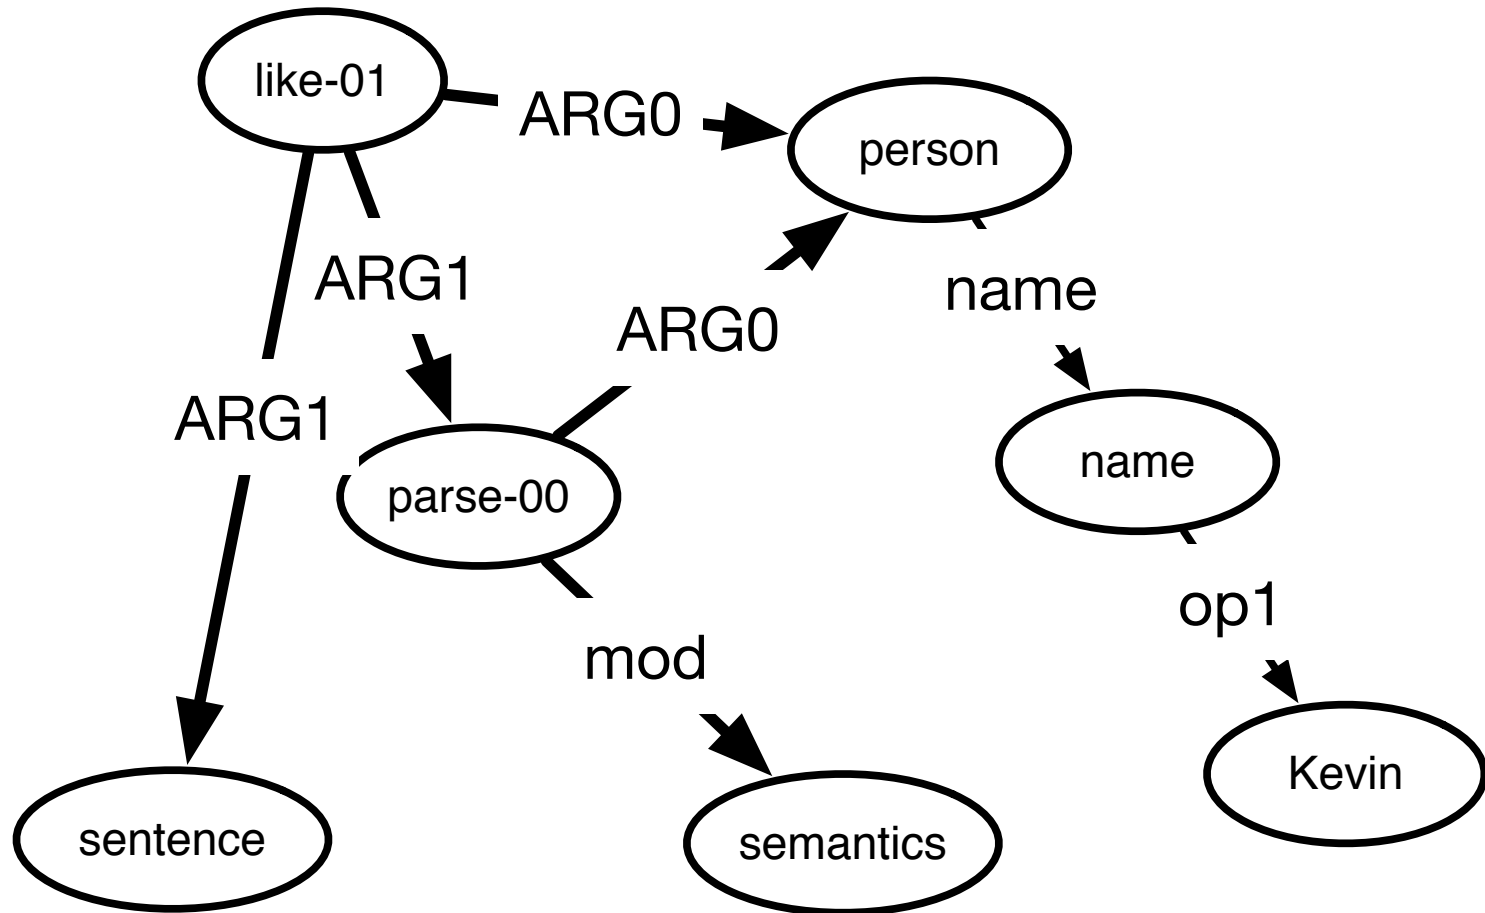 like-01
ARG0
person
ARG1
name
ARG0
ARG1
name
parse-00
op1
mod
Kevin
sentence
semantics